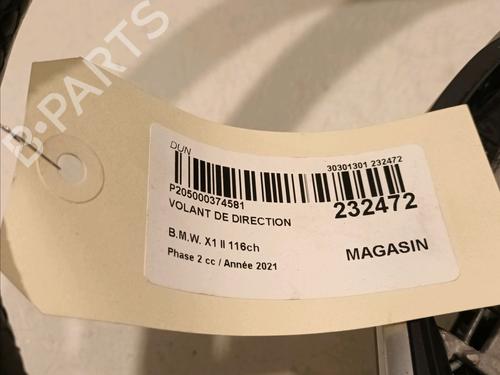 B-PARTS
DUN
30301301 232472
P205000374581
VOLANT DE DIRECTION
232472
B.M.W. X1 II 116ch
MAGASIN
Phase 2 cc / Année 2021